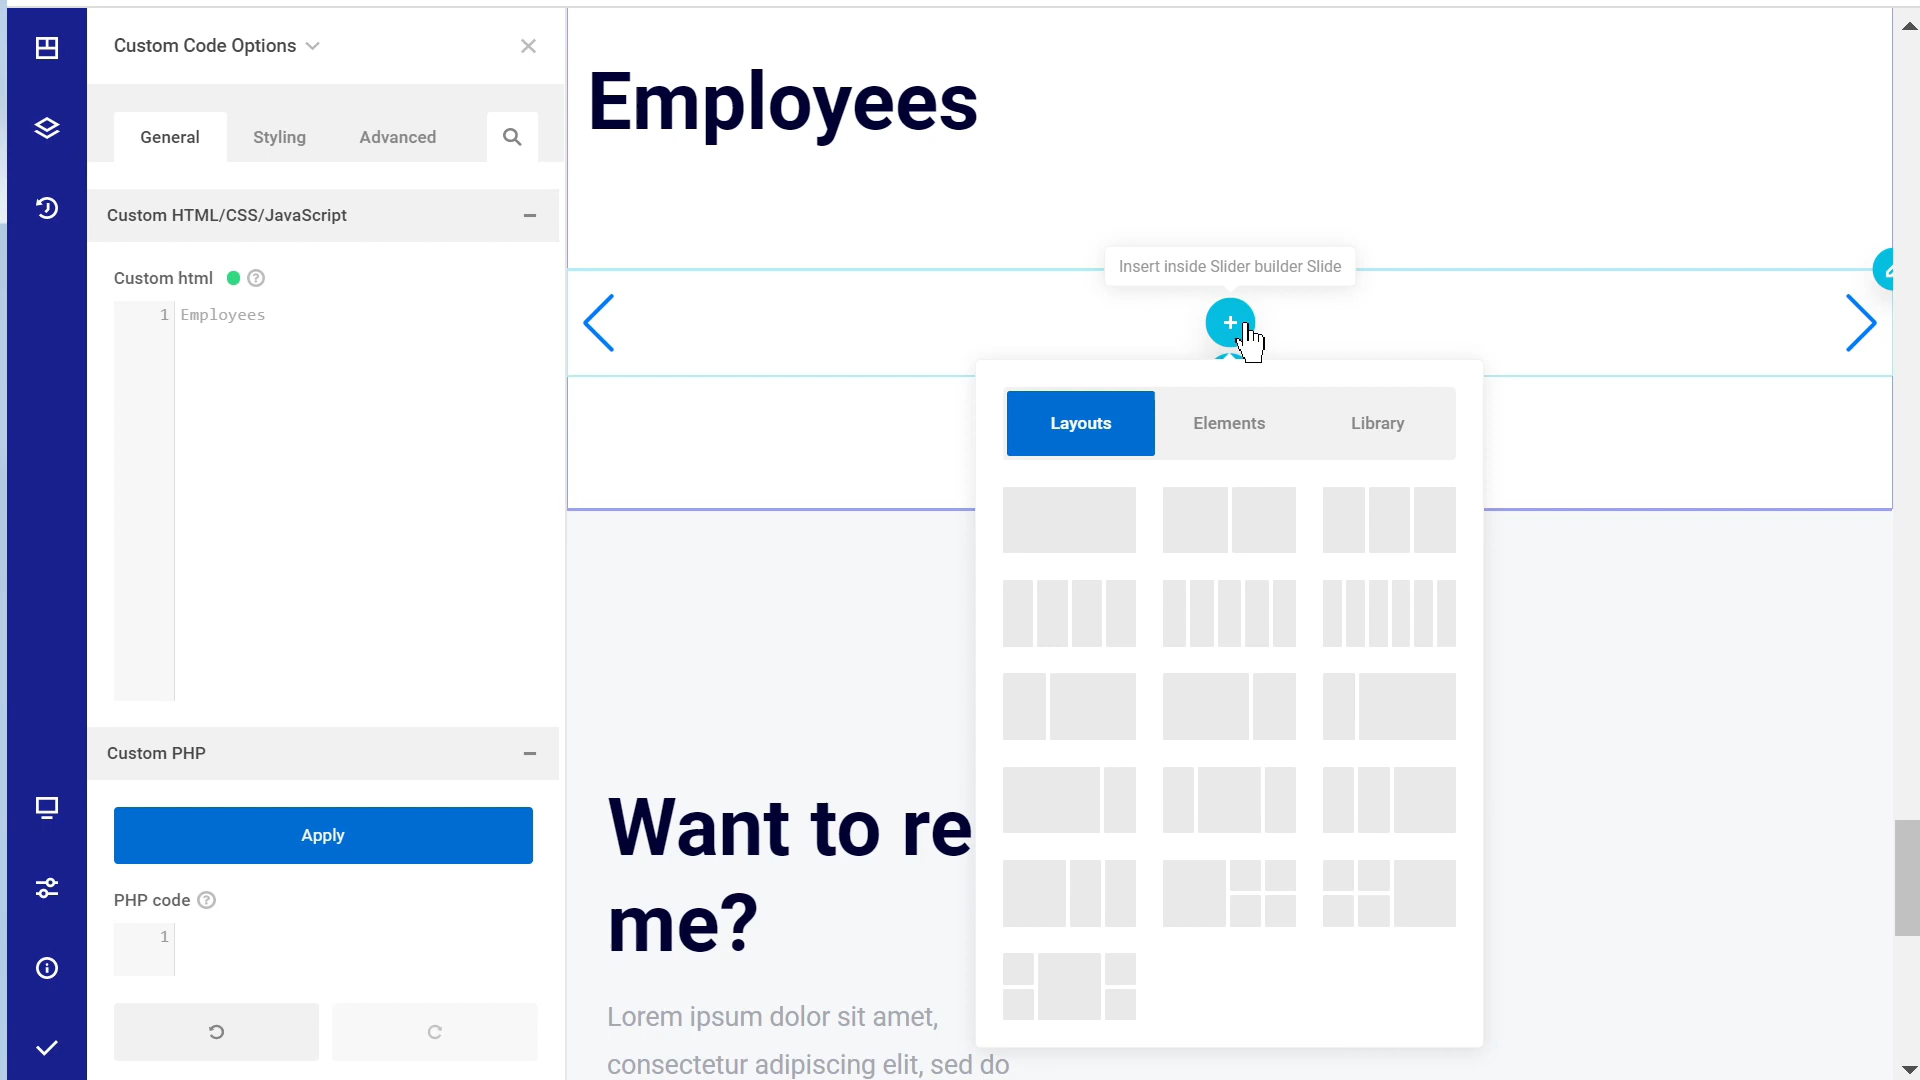 Custom Code Options
General
Styling
Advanced
Custom HTML/CSS/JavaScript
Custom html
1 Employees
Custom PHP
Apply
PHP code
1
Employees
Insert inside Slider builder Slide
Layouts
Elements
Library
Want to re
me?
Lorem ipsum dolor sit amet,
consectetur adipiscing elit, sed do